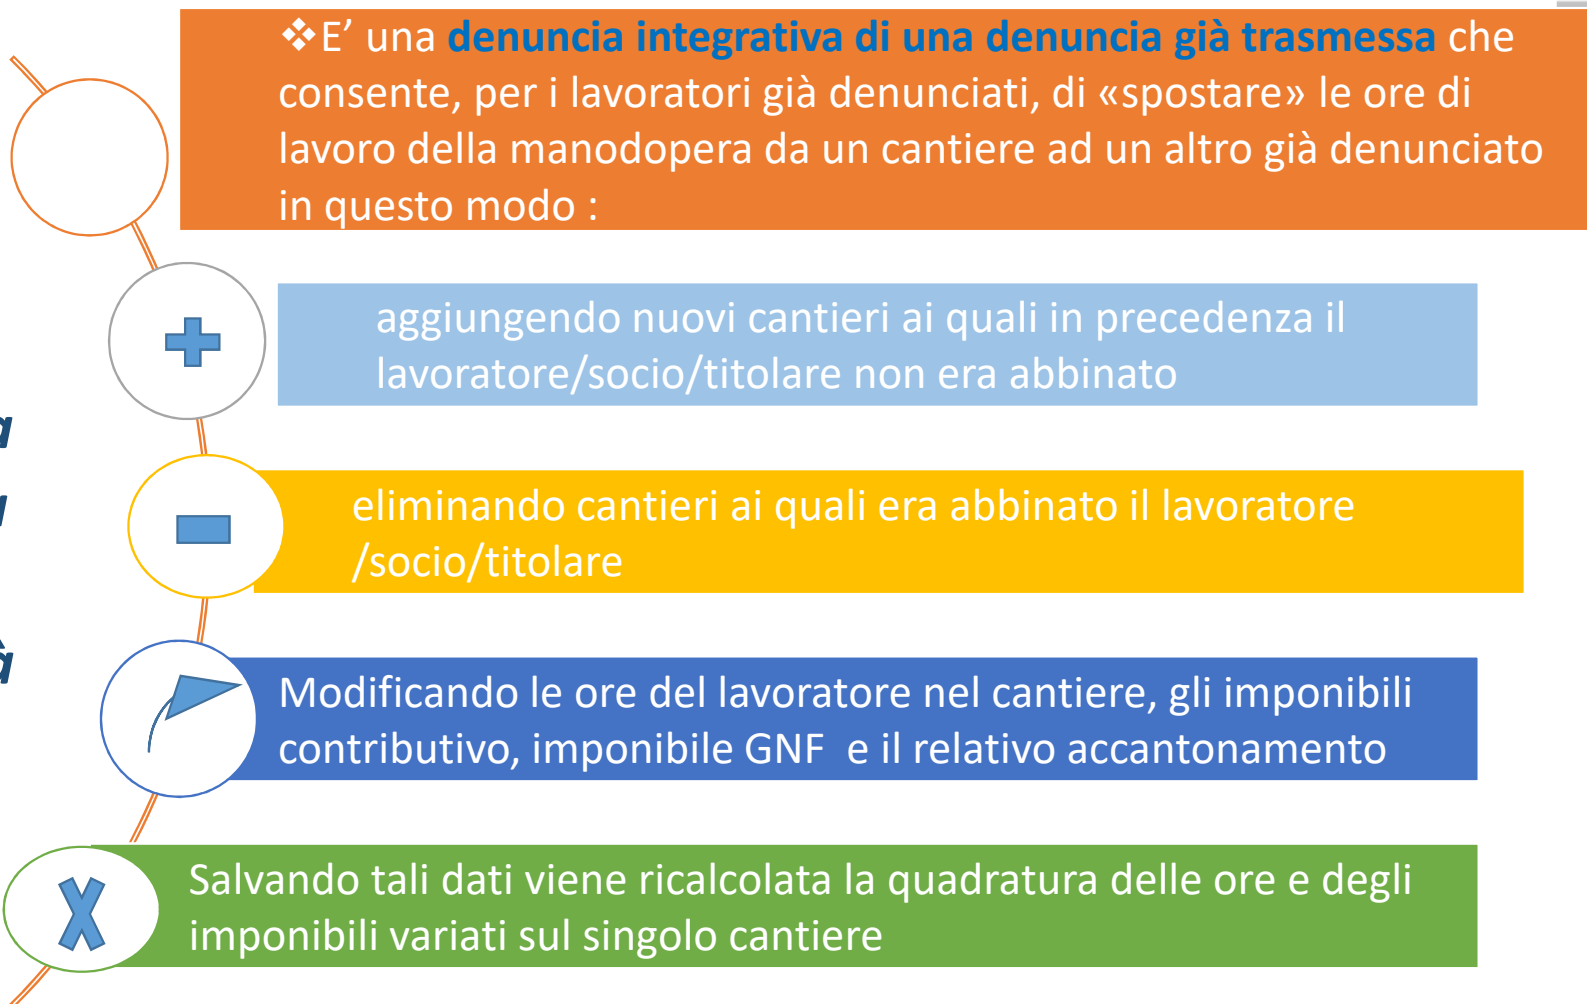 ❖E’ una denuncia integrativa di una denuncia già trasmessa che
consente, per i lavoratori già denunciati, di «spostare» le ore di
lavoro della manodopera da un cantiere ad un altro già denunciato
in questo modo :
aggiungendo nuovi cantieri ai quali in precedenza il
lavoratore/socio/titolare non era abbinato
eliminando cantieri ai quali era abbinato il lavoratore
/socio/titolare
Modificando le ore del lavoratore nel cantiere, gli imponibili
contributivo, imponibile GNF e il relativo accantonamento
Salvando tali dati viene ricalcolata la quadratura delle ore e degli
imponibili variati sul singolo cantiere